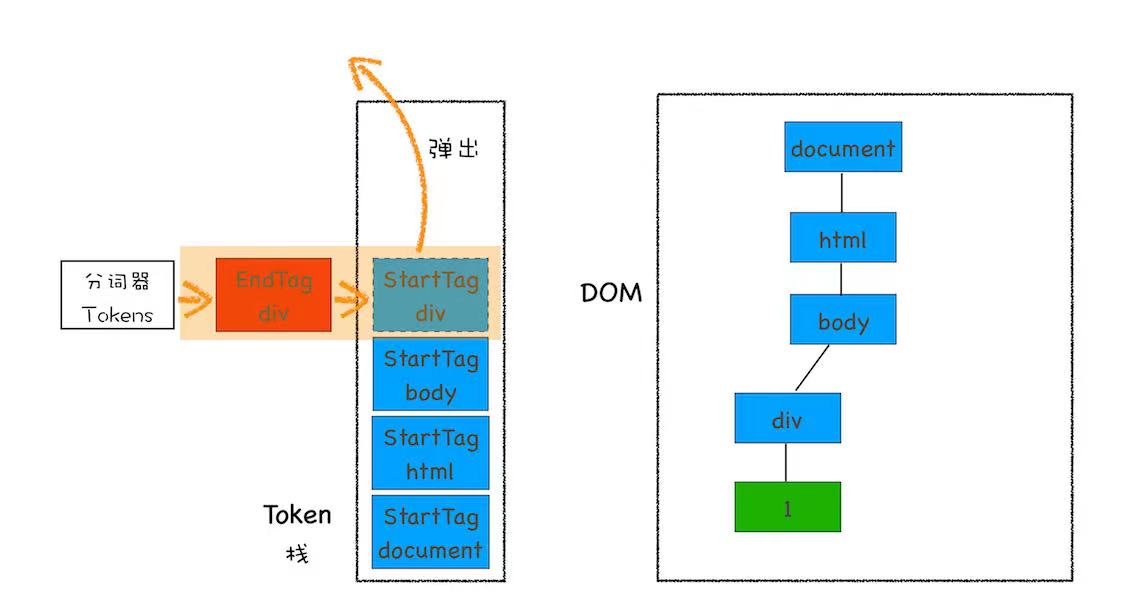 弹出
分词器
Tokens
EndTag
div
StartTag
div
StartTag
body
StartTag
html
StartTag
document
Token
栈
DOM
document
html
body
div
1